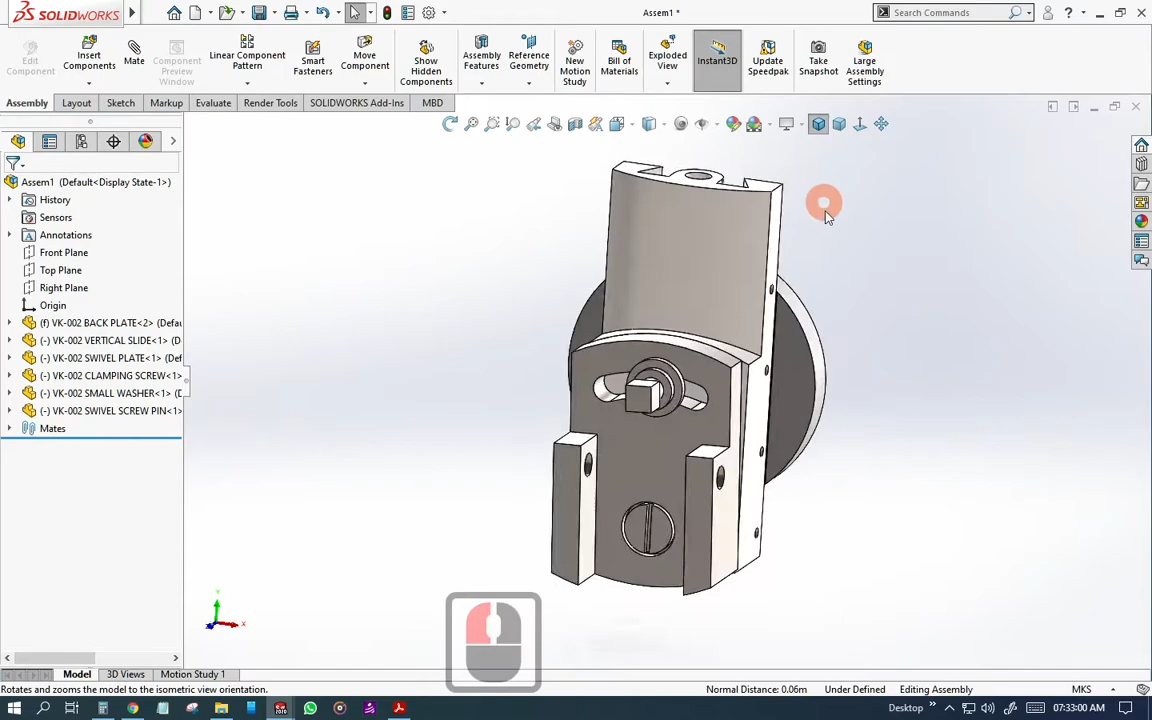 SOLIDWORKS
Assem1 *
Search Commands
Edit Component
Insert Components
Mate
Component Preview Window
Linear Component Pattern
Smart Fasteners
Move Component
Show Hidden Components
Assembly Features
Reference Geometry
New Motion Study
Bill of Materials
Exploded View
Instant3D
Update Speedpak
Take Snapshot
Large Assembly Settings
Assembly Layout Sketch Markup Evaluate Render Tools SOLIDWORKS Add-Ins MBD
Assem1 (Default<Display State-1>)
History
Sensors
Annotations
Front Plane
Top Plane
Right Plane
Origin
(f) VK-002 BACK PLATE<2> (Defau
(-) VK-002 VERTICAL SLIDE<1> (D
(-) VK-002 SWIVEL PLATE<1> (Def
(-) VK-002 CLAMPING SCREW<1>
(-) VK-002 SMALL WASHER<1> (D
(-) VK-002 SWIVEL SCREW PIN<1>
Mates
Y
X
Model 3D Views Motion Study 1
Rotates and zooms the model to the isometric view orientation.
Normal Distance: 0.06m Under Defined Editing Assembly MKS
Desktop 07:33:00 AM